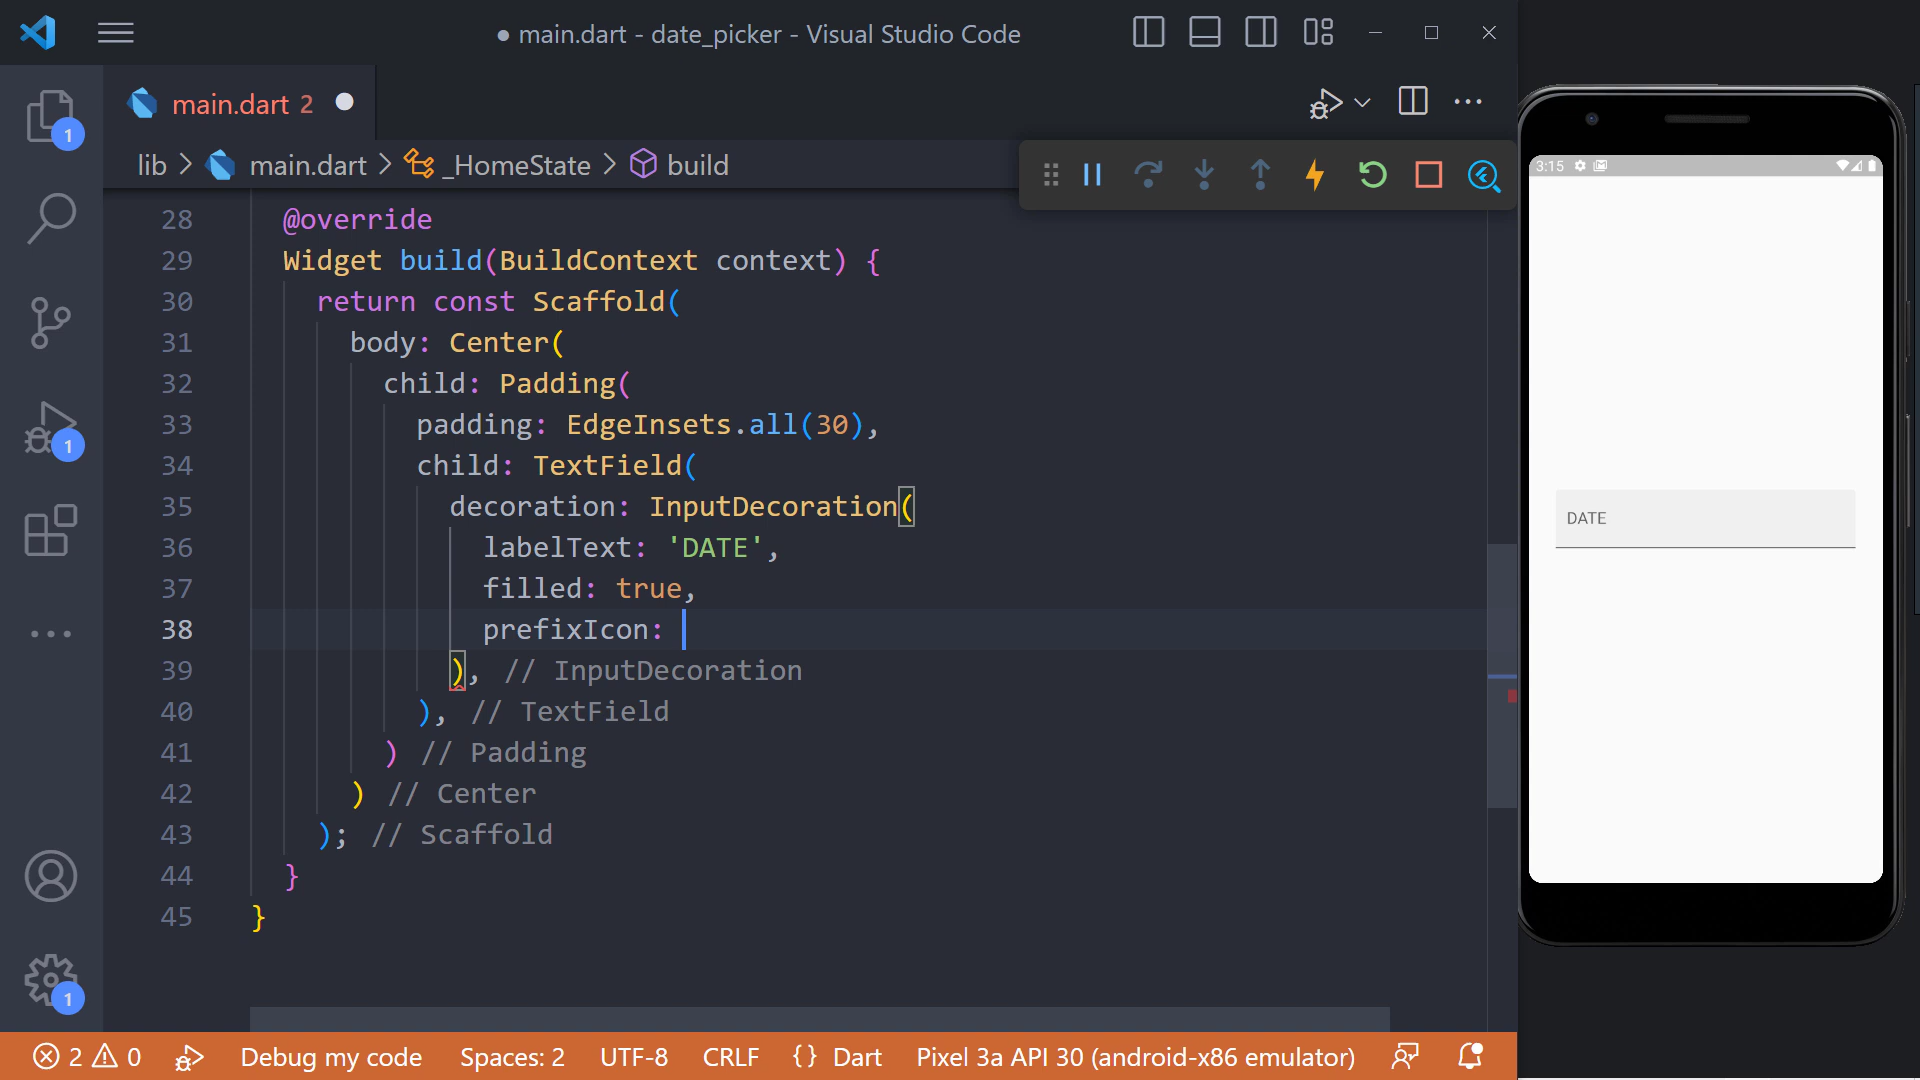 ● main.dart - date_picker - Visual Studio Code
main.dart 2
lib > main.dart > _HomeState > build
28 @override
29 Widget build(BuildContext context) {
30 return const Scaffold(
31 body: Center(
32 child: Padding(
33 padding: EdgeInsets.all(30),
34 child: TextField(
35 decoration: InputDecoration(
36 labelText: 'DATE',
37 filled: true,
38 prefixIcon:
39 ), // InputDecoration
40 ), // TextField
41 ) // Padding
42 ) // Center
43 ); // Scaffold
44 }
45 }
1
1
1
2 0 Debug my code Spaces: 2 UTF-8 CRLF {} Dart Pixel 3a API 30 (android-x86 emulator)
3:15
DATE